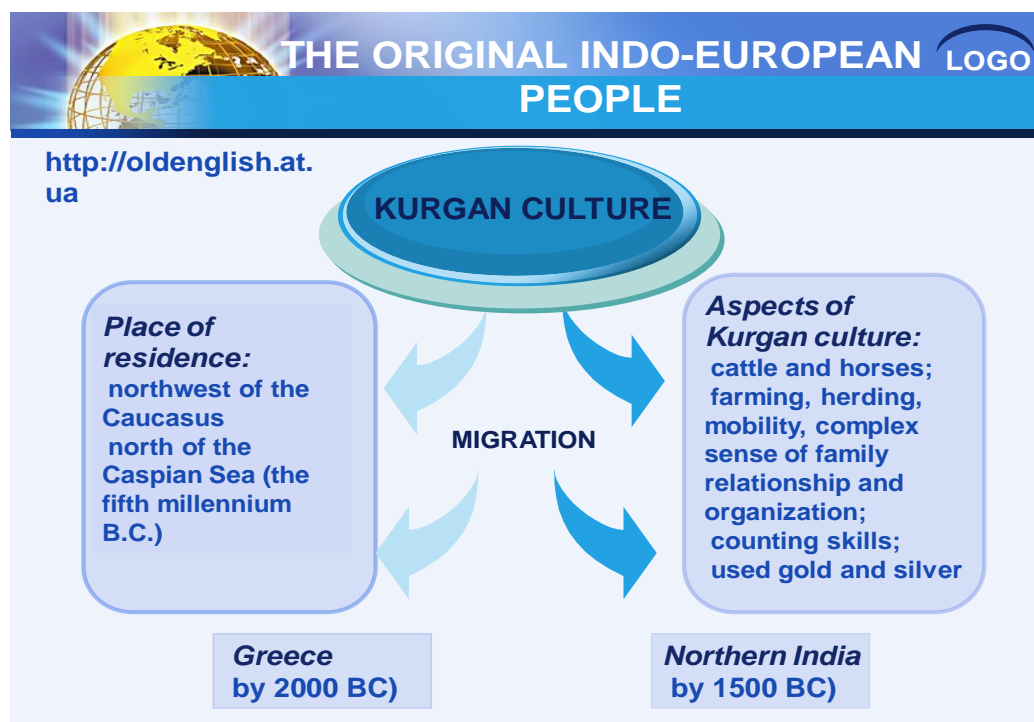 THE ORIGINAL INDO-EUROPEAN
PEOPLE
LOGO
http://oldenglish.at.
ua
KURGAN CULTURE
Place of
residence:
northwest of the
Caucasus
north of the
Caspian Sea (the
fifth millennium
B.C.)
MIGRATION
Aspects of
Kurgan culture:
cattle and horses;
farming, herding,
mobility, complex
sense of family
relationship and
organization;
counting skills;
used gold and silver
Greece
by 2000 BC)
Northern India
by 1500 BC)